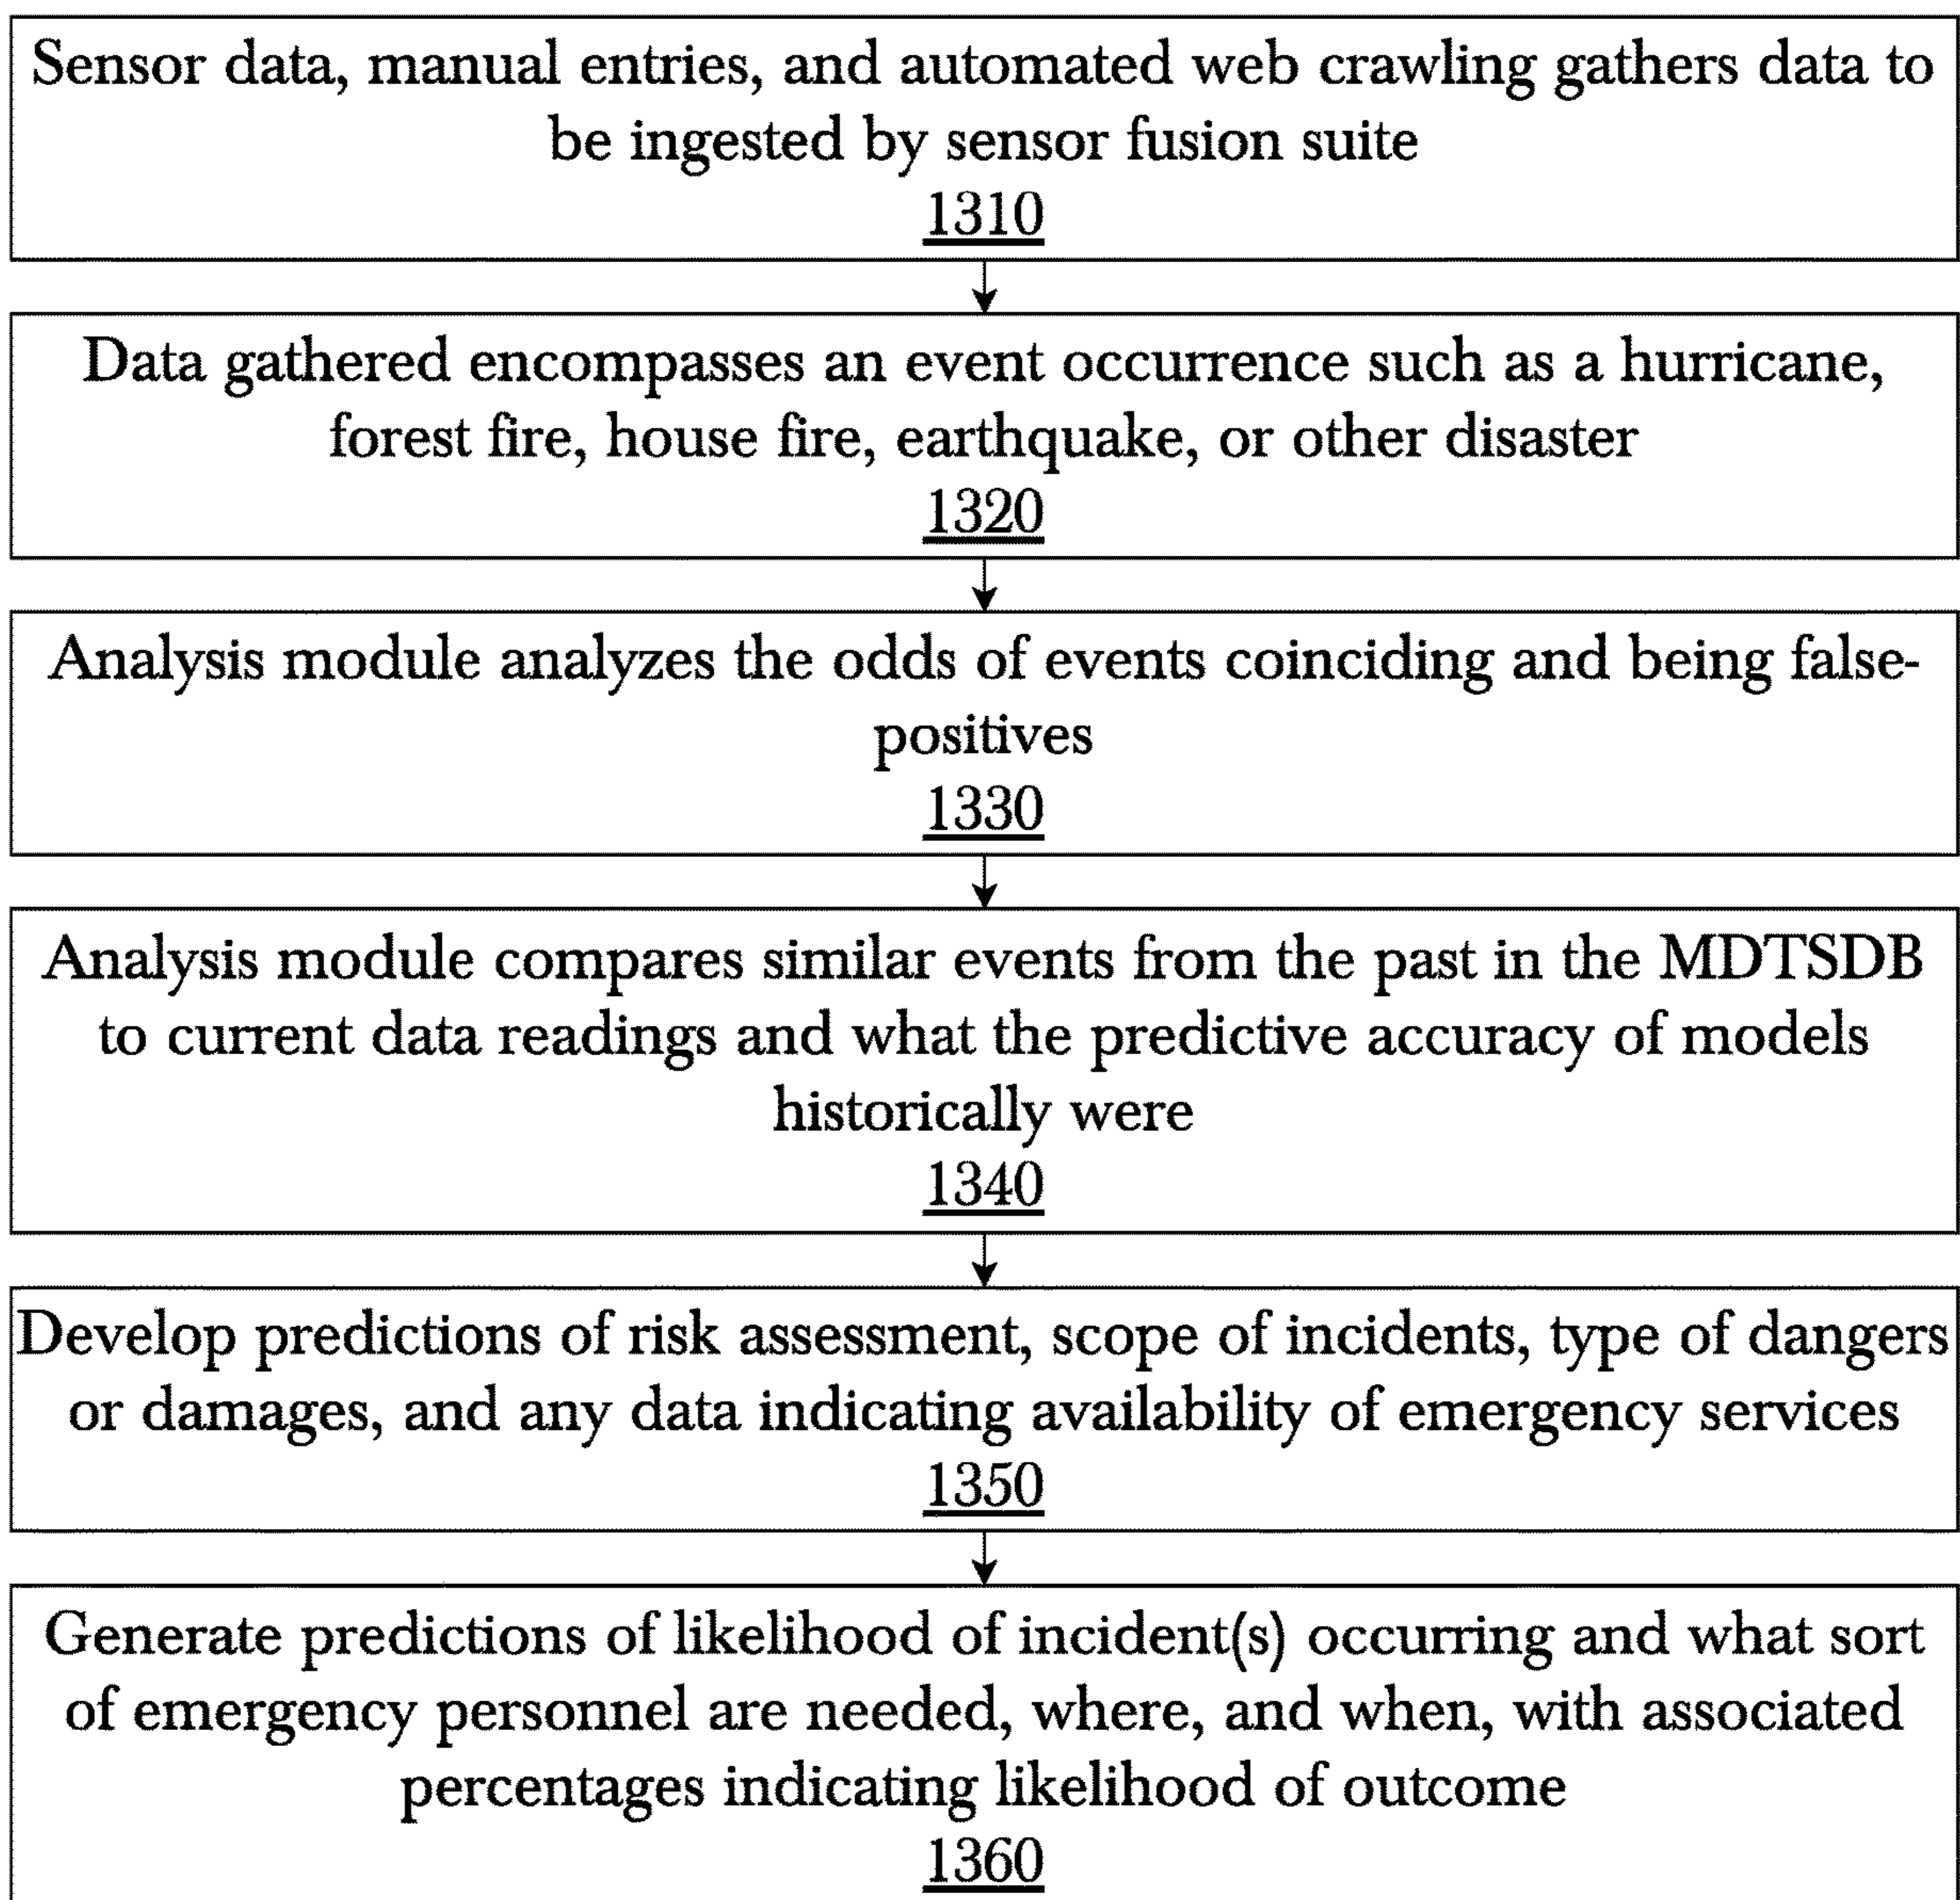 Sensor data, manual entries, and automated web crawling gathers data to
be ingested by sensor fusion suite
1310
Data gathered encompasses an event occurrence such as a hurricane,
forest fire, house fire, earthquake, or other disaster
1320
Analysis module analyzes the odds of events coinciding and being false-
positives
1330
Analysis module compares similar events from the past in the MDTSDB
to current data readings and what the predictive accuracy of models
historically were
1340
Develop predictions of risk assessment, scope of incidents, type of dangers
or damages, and any data indicating availability of emergency services
1350
Generate predictions of likelihood of incident(s) occurring and what sort
of emergency personnel are needed, where, and when, with associated
percentages indicating likelihood of outcome
1360